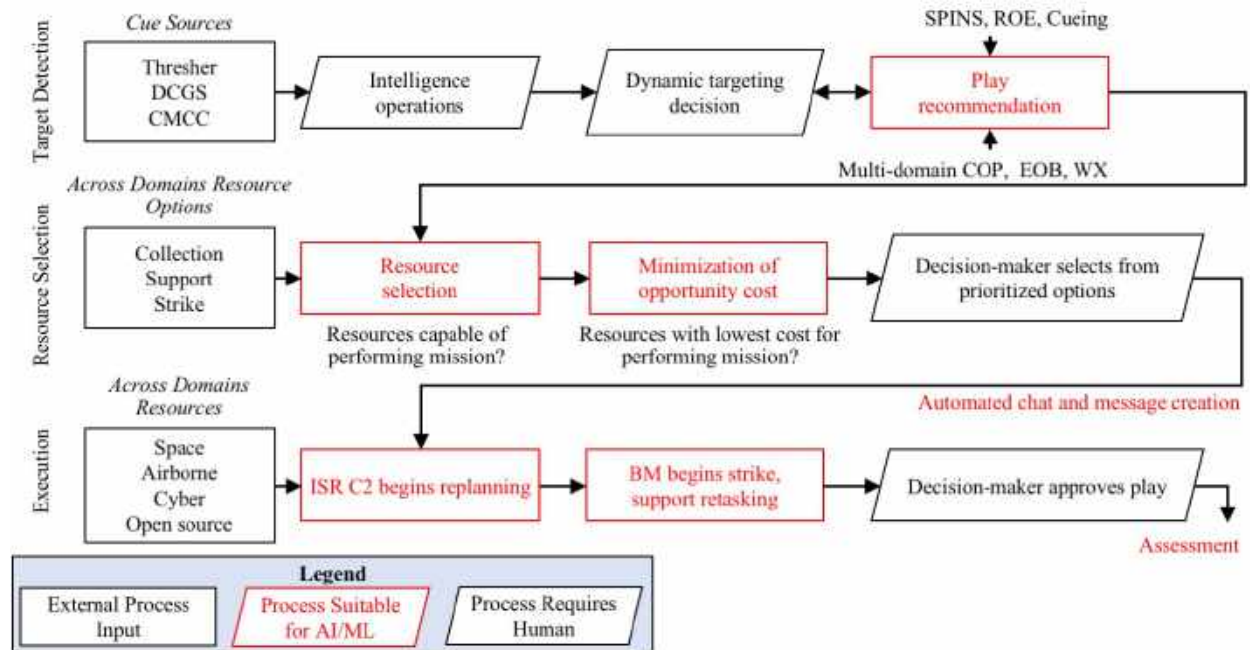 Target Detection
Cue Sources
Thresher
DCGS
CMCC
Intelligence
operations
Dynamic targeting
decision
SPINS, ROE, Cueing
Play
recommendation
Multi-domain COP, EOB, WX
Resource Selection
Across Domains Resource
Options
Collection
Support
Strike
Resource
selection
Resources capable of
performing mission?
Minimization of
opportunity cost
Resources with lowest cost for
performing mission?
Decision-maker selects from
prioritized options
Automated chat and message creation
Execution
Across Domains
Resources
Space
Airborne
Cyber
Open source
ISR C2 begins replanning
BM begins strike,
support retasking
Decision-maker approves play
Assessment
Legend
External Process
Input
Process Suitable
for AI/ML
Process Requires
Human